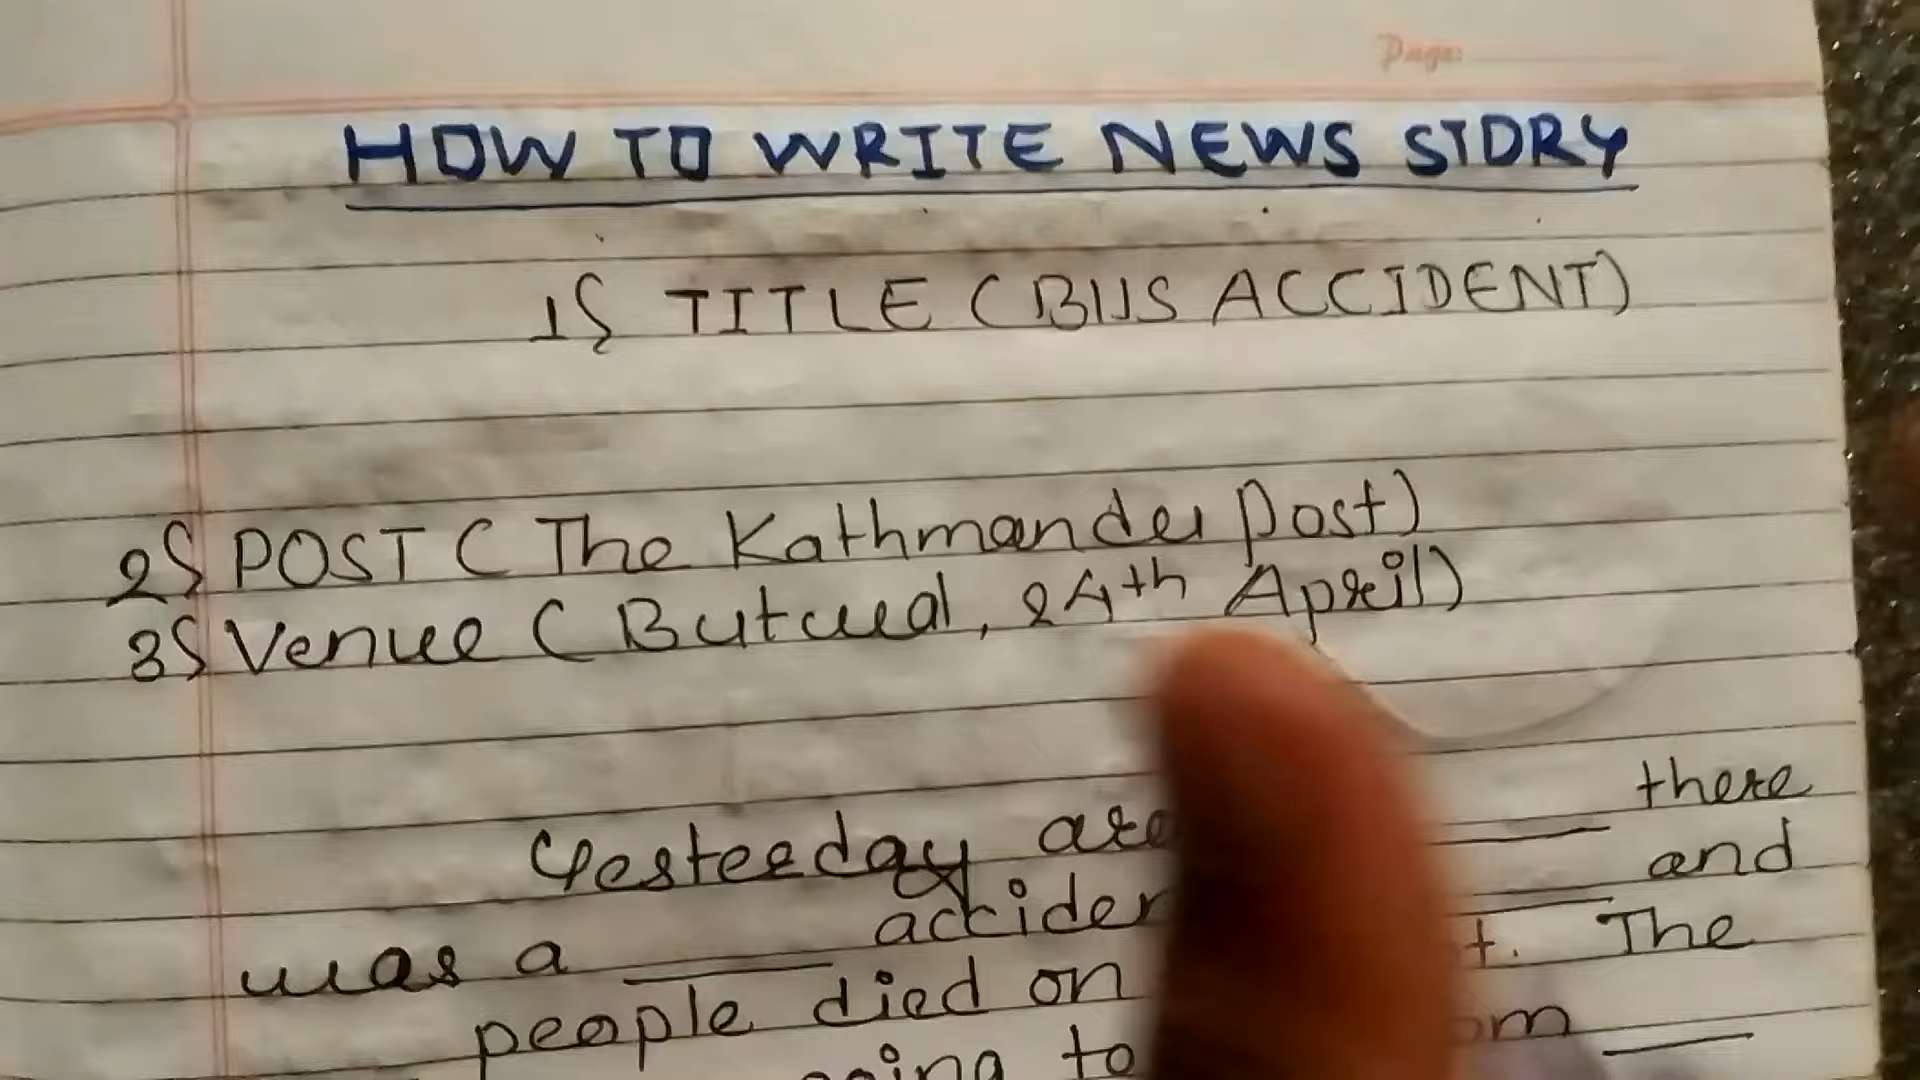 Page:
HOW TO WRITE NEWS STORY
1 TITLE (BUS ACCIDENT)
2 POST ( The Kathmandu Post)
3 Venue ( Butwal, 24th April)
Yesterday there
was a accident and
people died on The
going to